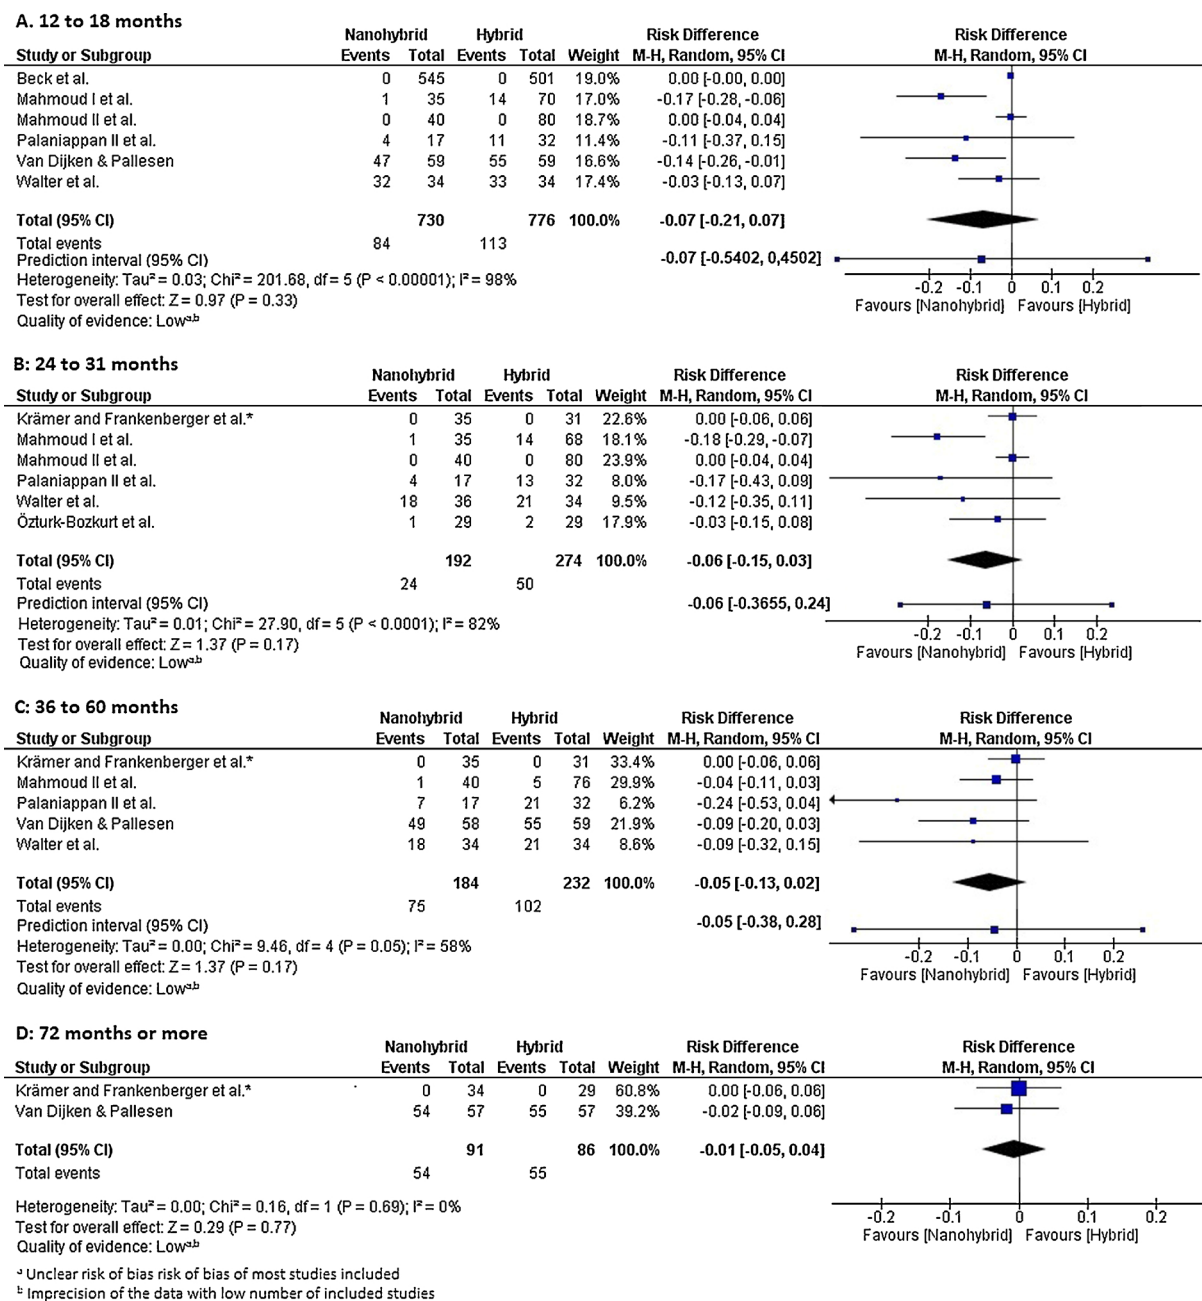 A. 12 to 18 months
Nanohybrid Hybrid Risk Difference Risk Difference
Study or Subgroup Events Total Events Total Weight M-H, Random, 95% CI M-H, Random, 95% CI
Beck et al. 0 545 0 501 19.0% 0.00 [-0.00, 0.00]
Mahmoud I et al. 1 35 14 70 17.0% -0.17 [-0.28, -0.06]
Mahmoud II et al. 0 40 0 80 18.7% 0.00 [-0.04, 0.04]
Palaniappan II et al. 4 17 11 32 11.4% -0.11 [-0.37, 0.15]
Van Dijken & Pallesen 47 59 55 59 16.6% -0.14 [-0.26, -0.01]
Walter et al. 32 34 33 34 17.4% -0.03 [-0.13, 0.07]
Total (95% CI) 730 776 100.0% -0.07 [-0.21, 0.07]
Total events 84 113
Prediction interval (95% CI) -0.07 [-0.5402, 0,4502]
Heterogeneity: Tau² = 0.03; Chi² = 201.68, df = 5 (P < 0.00001); I² = 98%
Test for overall effect: Z = 0.97 (P = 0.33)
Quality of evidence: Lowᵃ,ᵇ
-0.2 -0.1 0 0.1 0.2
Favours [Nanohybrid] Favours [Hybrid]
B: 24 to 31 months
Nanohybrid Hybrid Risk Difference Risk Difference
Study or Subgroup Events Total Events Total Weight M-H, Random, 95% CI M-H, Random, 95% CI
Krämer and Frankenberger et al.* 0 35 0 31 22.6% 0.00 [-0.06, 0.06]
Mahmoud I et al. 1 35 14 68 18.1% -0.18 [-0.29, -0.07]
Mahmoud II et al. 0 40 0 80 23.9% 0.00 [-0.04, 0.04]
Palaniappan II et al. 4 17 13 32 8.0% -0.17 [-0.43, 0.09]
Walter et al. 18 36 21 34 9.5% -0.12 [-0.35, 0.11]
Özturk-Bozkurt et al. 1 29 2 29 17.9% -0.03 [-0.15, 0.08]
Total (95% CI) 192 274 100.0% -0.06 [-0.15, 0.03]
Total events 24 50
Prediction interval (95% CI) -0.06 [-0.3655, 0.24]
Heterogeneity: Tau² = 0.01; Chi² = 27.90, df = 5 (P < 0.0001); I² = 82%
Test for overall effect: Z = 1.37 (P = 0.17)
Quality of evidence: Lowᵃ,ᵇ
-0.2 -0.1 0 0.1 0.2
Favours [Nanohybrid] Favours [Hybrid]
C: 36 to 60 months
Nanohybrid Hybrid Risk Difference Risk Difference
Study or Subgroup Events Total Events Total Weight M-H, Random, 95% CI M-H, Random, 95% CI
Krämer and Frankenberger et al.* 0 35 0 31 33.4% 0.00 [-0.06, 0.06]
Mahmoud II et al. 1 40 5 76 29.9% -0.04 [-0.11, 0.03]
Palaniappan II et al. 7 17 21 32 6.2% -0.24 [-0.53, 0.04]
Van Dijken & Pallesen 49 58 55 59 21.9% -0.09 [-0.20, 0.03]
Walter et al. 18 34 21 34 8.6% -0.09 [-0.32, 0.15]
Total (95% CI) 184 232 100.0% -0.05 [-0.13, 0.02]
Total events 75 102
Prediction interval (95% CI) -0.05 [-0.38, 0.28]
Heterogeneity: Tau² = 0.00; Chi² = 9.46, df = 4 (P = 0.05); I² = 58%
Test for overall effect: Z = 1.37 (P = 0.17)
Quality of evidence: Lowᵃ,ᵇ
-0.2 -0.1 0 0.1 0.2
Favours [Nanohybrid] Favours [Hybrid]
D: 72 months or more
Nanohybrid Hybrid Risk Difference Risk Difference
Study or Subgroup Events Total Events Total Weight M-H, Random, 95% CI M-H, Random, 95% CI
Krämer and Frankenberger et al.* 0 34 0 29 60.8% 0.00 [-0.06, 0.06]
Van Dijken & Pallesen 54 57 55 57 39.2% -0.02 [-0.09, 0.06]
Total (95% CI) 91 86 100.0% -0.01 [-0.05, 0.04]
Total events 54 55
Heterogeneity: Tau² = 0.00; Chi² = 0.16, df = 1 (P = 0.69); I² = 0%
Test for overall effect: Z = 0.29 (P = 0.77)
Quality of evidence: Lowᵃ,ᵇ
-0.2 -0.1 0 0.1 0.2
Favours [Nanohybrid] Favours [Hybrid]
ᵃ Unclear risk of bias risk of bias of most studies included
ᵇ Imprecision of the data with low number of included studies